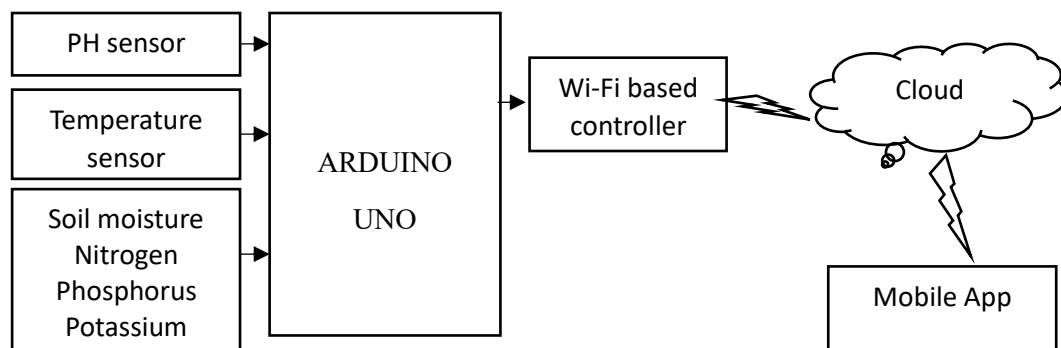 PH sensor
Temperature
sensor
Soil moisture
Nitrogen
Phosphorus
Potassium
ARDUINO
UNO
Wi-Fi based
controller
Cloud
Mobile App